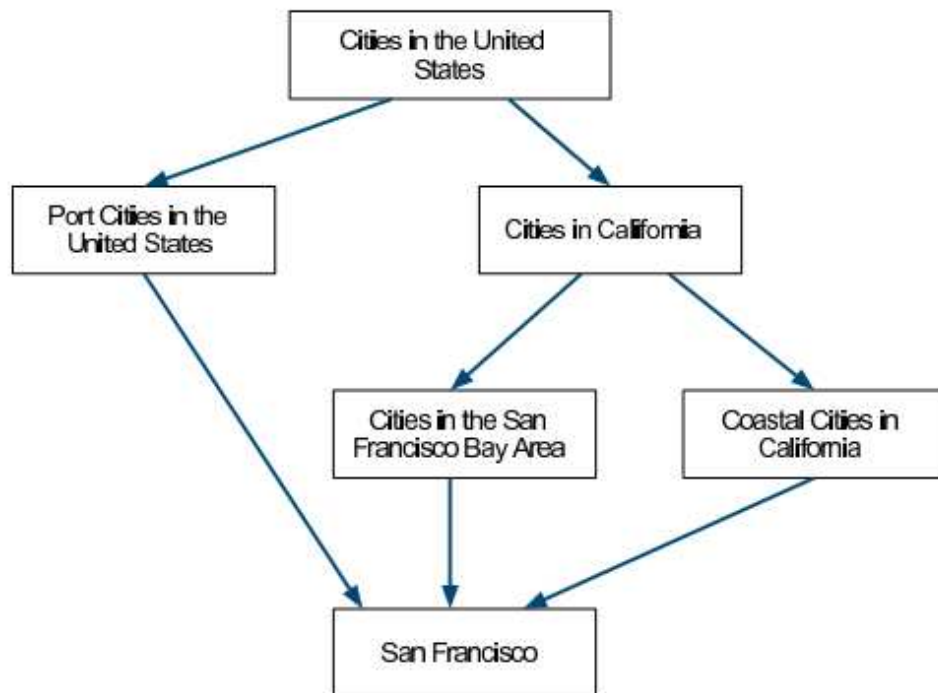 Cities in the United
States
Port Cities in the
United States
Cities in California
Cities in the San
Francisco Bay Area
Coastal Cities in
California
San Francisco